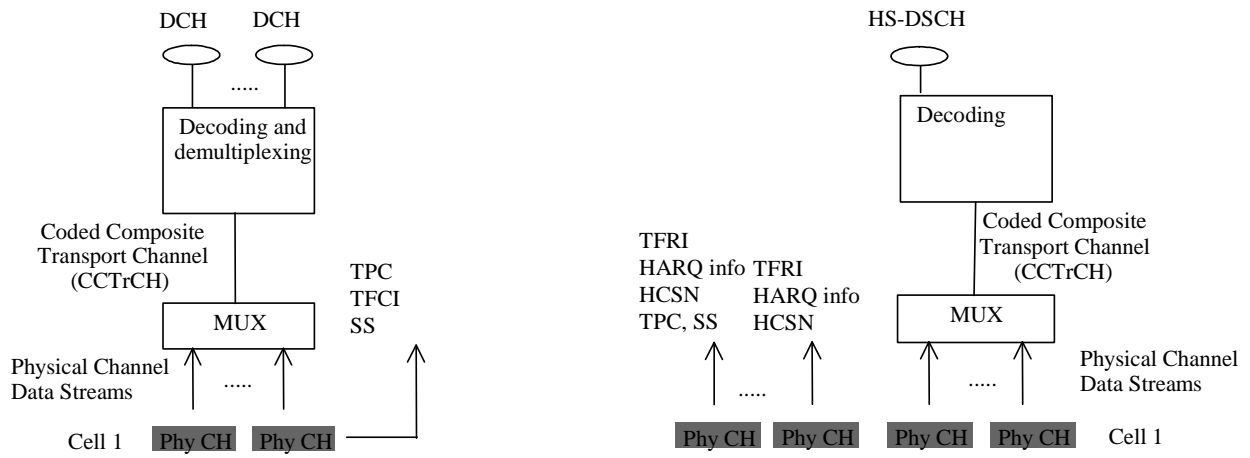 DCH DCH
.....
Decoding and
demultiplexing
Coded Composite
Transport Channel
(CCTrCH)
TPC
TFCI
SS
MUX
Physical Channel
Data Streams
.....
Cell 1 Phy CH Phy CH
HS-DSCH
Decoding
Coded Composite
Transport Channel
(CCTrCH)
TFRI
HARQ info
HCSN
TPC, SS
TFRI
HARQ info
HCSN
MUX
Physical Channel
Data Streams
.....
.....
Phy CH Phy CH Phy CH Phy CH Cell 1